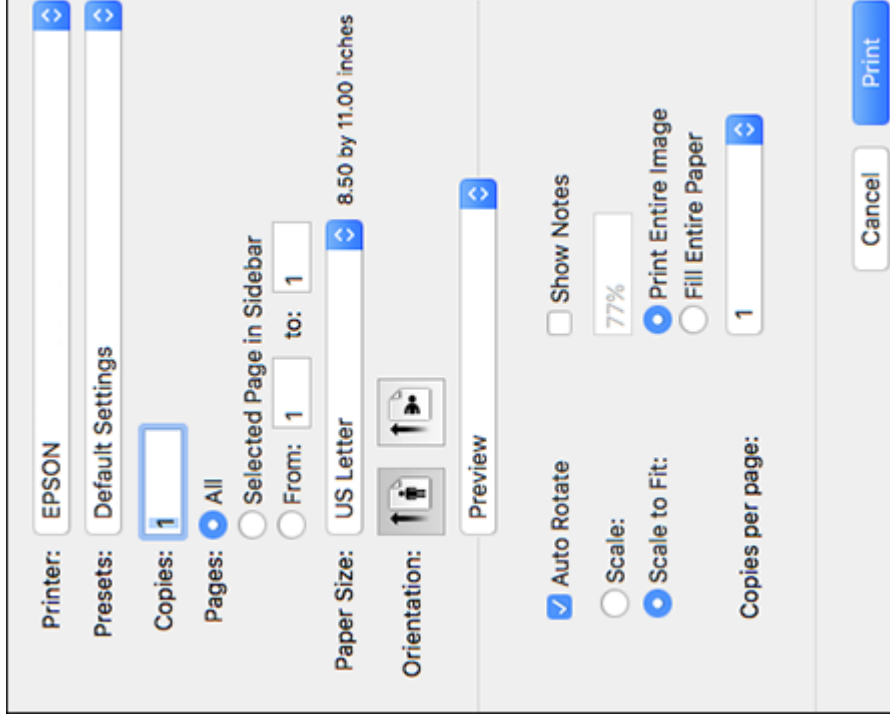 Printer: EPSON
Presets: Default Settings
Copies: 1
Pages: All
Selected Page in Sidebar
From: 1 to: 1
Paper Size: US Letter 8.50 by 11.00 inches
Orientation:
Preview
Auto Rotate Show Notes
Scale: 77%
Scale to Fit: Print Entire Image
Fill Entire Paper
Copies per page: 1
Cancel Print